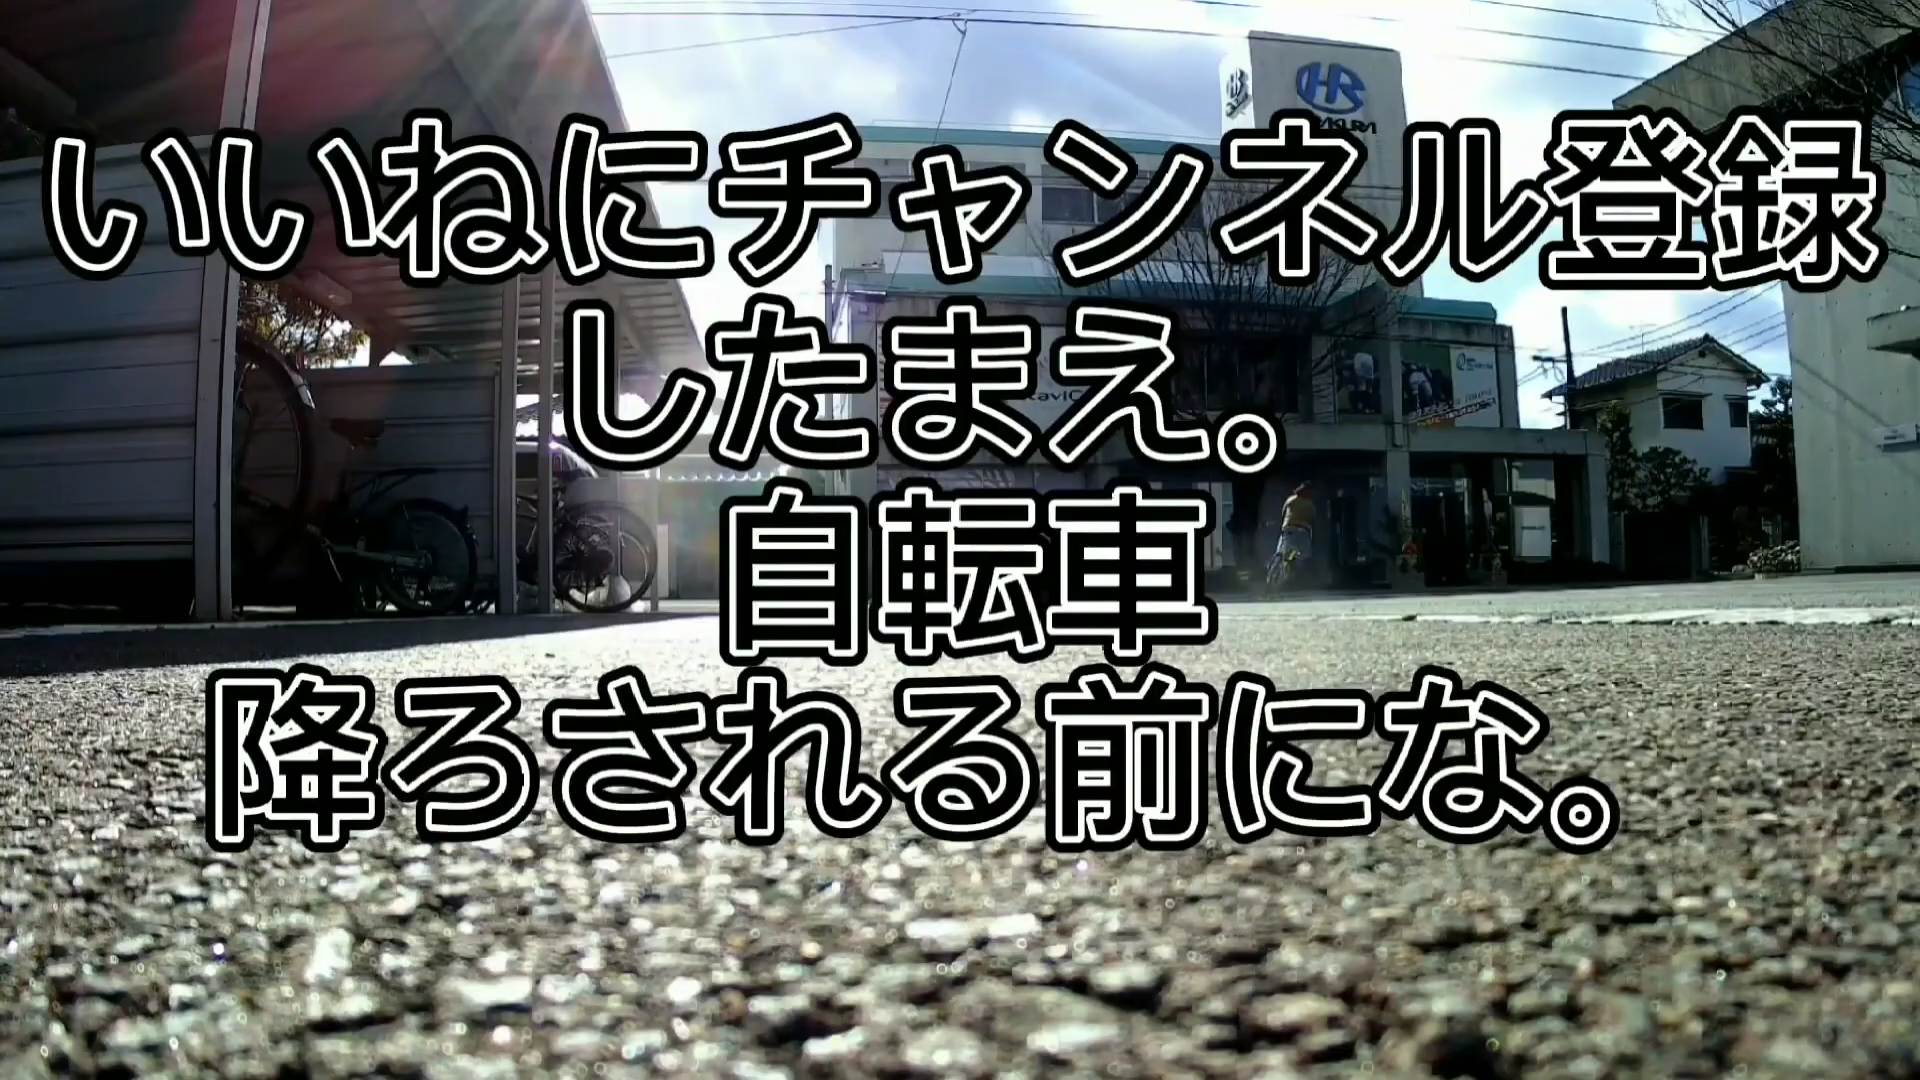 HR
いいねにチャンネル登録
したまえ。
自転車
降ろされる前にな。